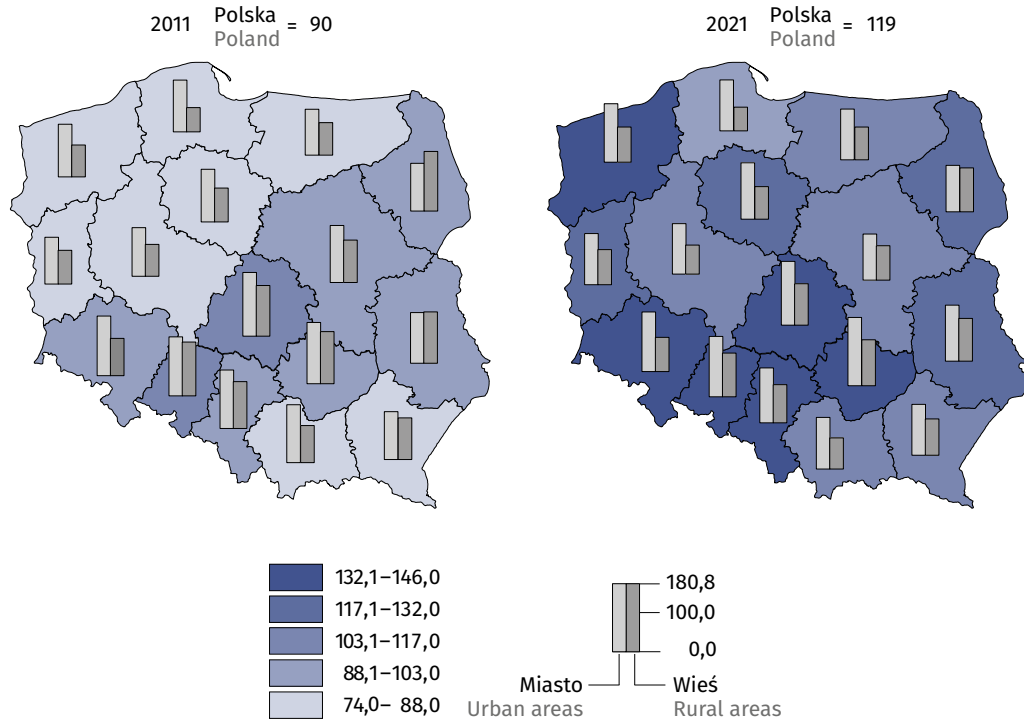 2011 Polska = 90
Poland
2021 Polska = 119
Poland
132,1–146,0
117,1–132,0
103,1–117,0
88,1–103,0
74,0– 88,0
180,8
100,0
0,0
Miasto
Urban areas
Wieś
Rural areas